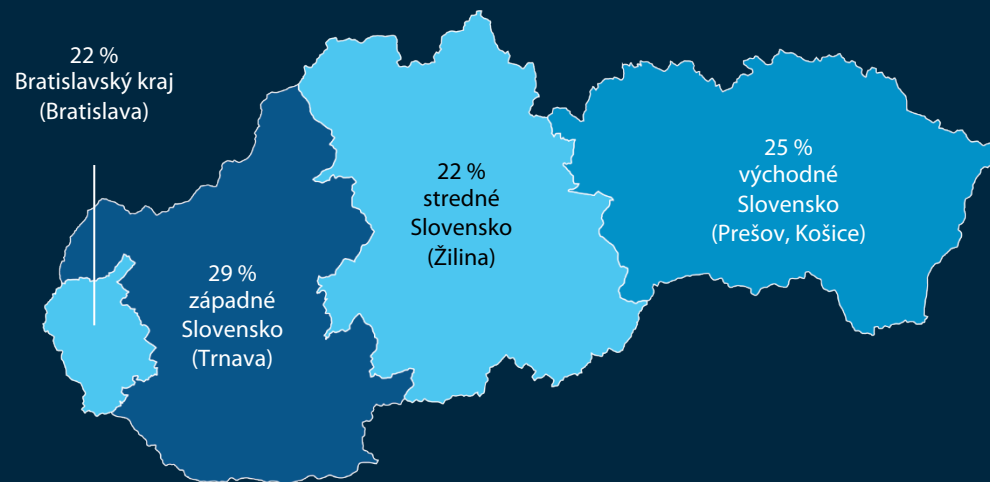 22 %
Bratislavský kraj
(Bratislava)
29 %
západné
Slovensko
(Trnava)
22 %
stredné
Slovensko
(Žilina)
25 %
východné
Slovensko
(Prešov, Košice)